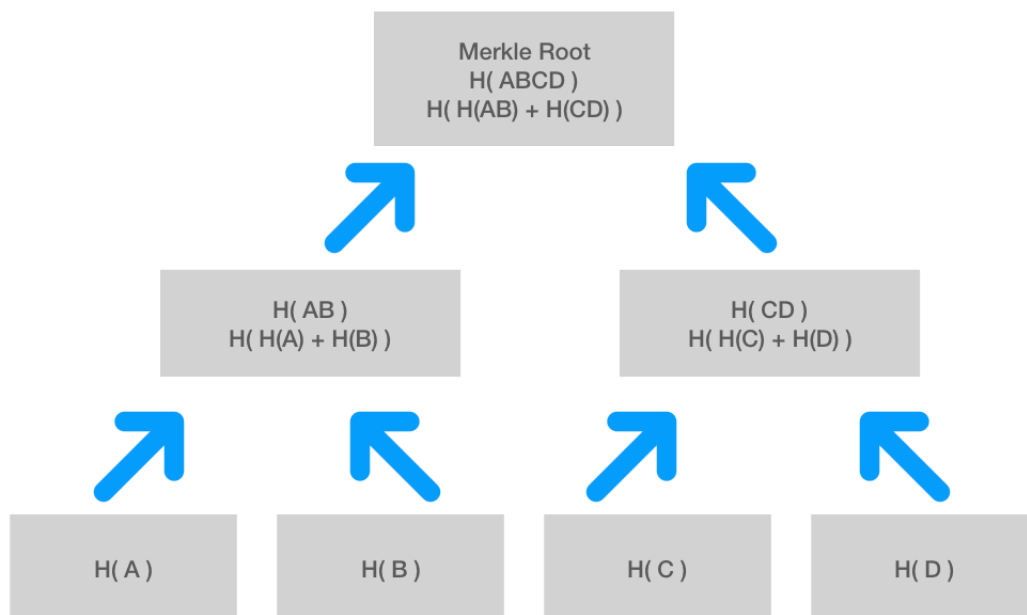 Merkle Root
H( ABCD )
H( H(AB) + H(CD) )
H( AB )
H( H(A) + H(B) )
H( CD )
H( H(C) + H(D) )
H( A )
H( B )
H( C )
H( D )